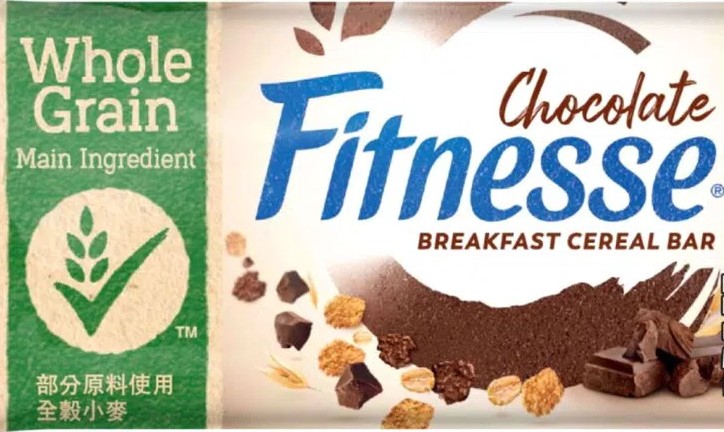 Whole
Grain
Main Ingredient
TM
部分原料使用
全穀小麥
Chocolate
Fitnesse®
BREAKFAST CEREAL BAR